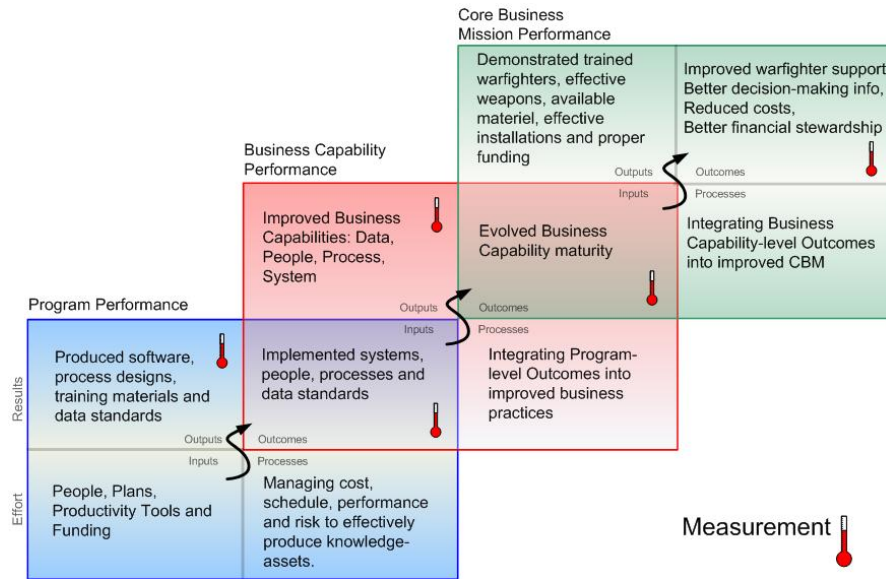 Core Business
Mission Performance
Demonstrated trained
warfighters, effective
weapons, available
materiel, effective
installations and proper
funding
Improved warfighter support
Better decision-making info,
Reduced costs,
Better financial stewardship
Outputs
Outcomes
Inputs
Processes
Business Capability
Performance
Improved Business
Capabilities: Data,
People, Process,
System
Evolved Business
Capability maturity
Integrating Business
Capability-level Outcomes
into improved CBM
Outputs
Outcomes
Inputs
Processes
Program Performance
Results
Produced software,
process designs,
training materials and
data standards
Implemented systems,
people, processes and
data standards
Integrating Program-
level Outcomes into
improved business
practices
Outputs
Outcomes
Inputs
Processes
Effort
People, Plans,
Productivity Tools and
Funding
Managing cost,
schedule, performance
and risk to effectively
produce knowledge-
assets.
Measurement